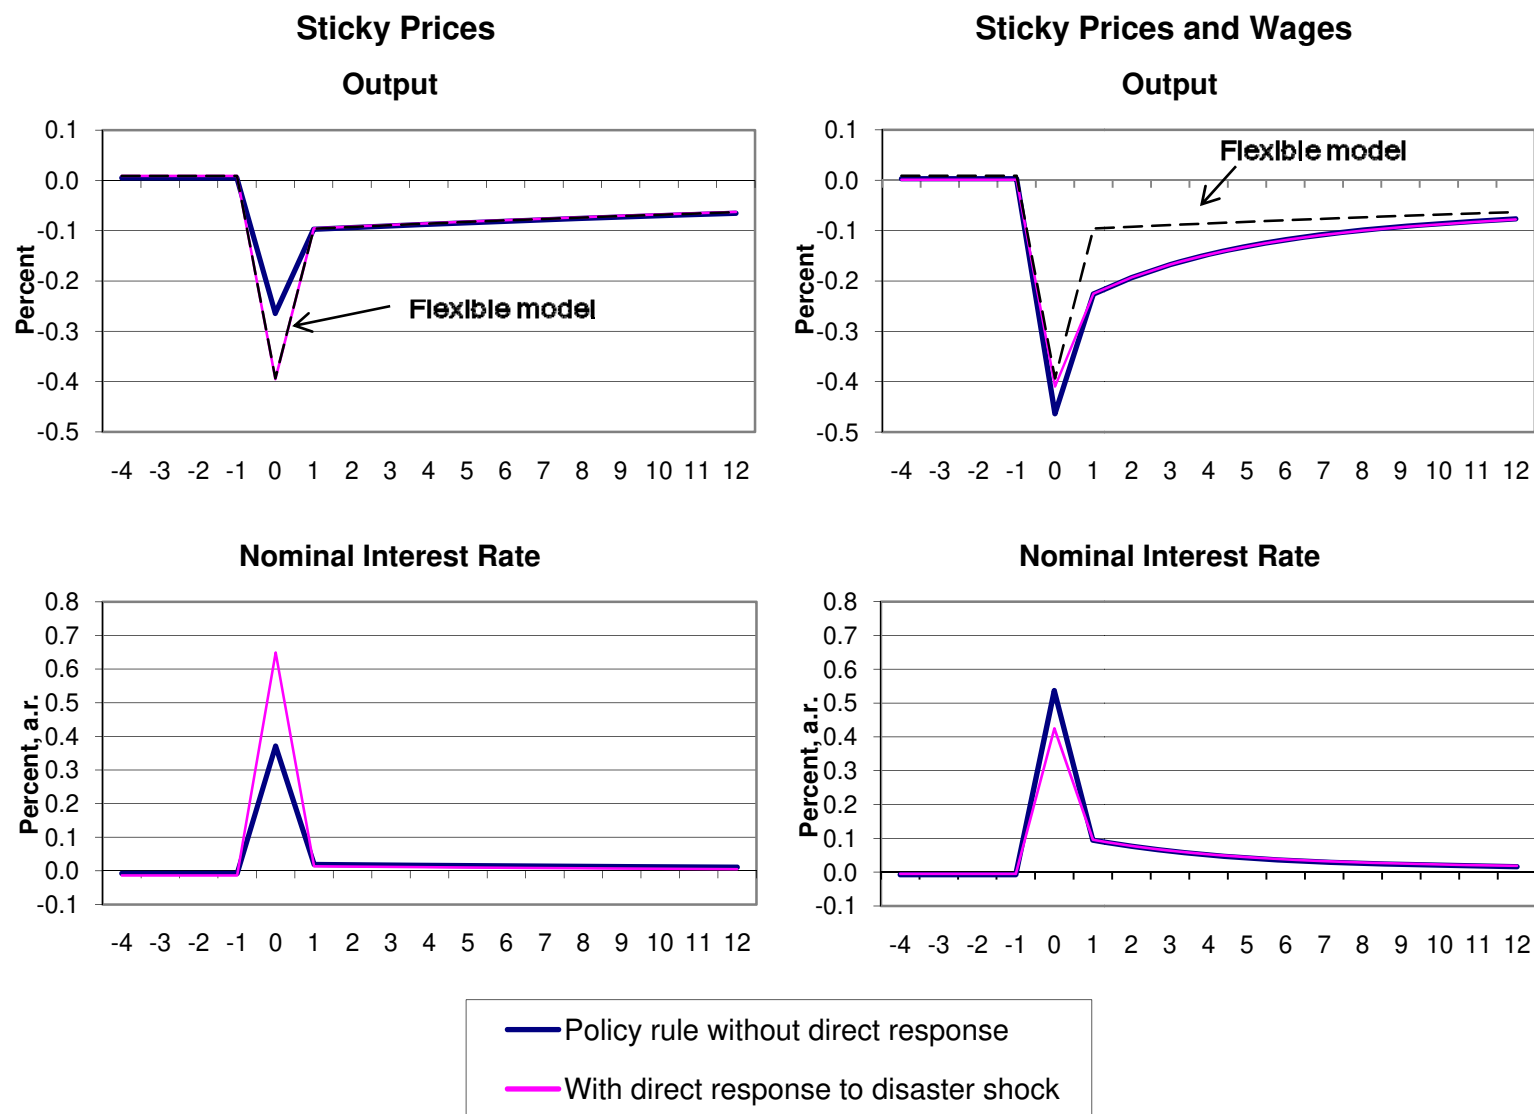 Sticky Prices
Sticky Prices and Wages
Output
0.1
0.0
-0.1
-0.2
-0.3
-0.4
-0.5
Percent
Flexible model
-4 -3 -2 -1 0 1 2 3 4 5 6 7 8 9 10 11 12
Output
0.1
0.0
-0.1
-0.2
-0.3
-0.4
-0.5
Percent
Flexible model
-4 -3 -2 -1 0 1 2 3 4 5 6 7 8 9 10 11 12
Nominal Interest Rate
0.8
0.7
0.6
0.5
0.4
0.3
0.2
0.1
0.0
-0.1
Percent, a.r.
-4 -3 -2 -1 0 1 2 3 4 5 6 7 8 9 10 11 12
Nominal Interest Rate
0.8
0.7
0.6
0.5
0.4
0.3
0.2
0.1
0.0
-0.1
Percent, a.r.
-4 -3 -2 -1 0 1 2 3 4 5 6 7 8 9 10 11 12
Policy rule without direct response
With direct response to disaster shock